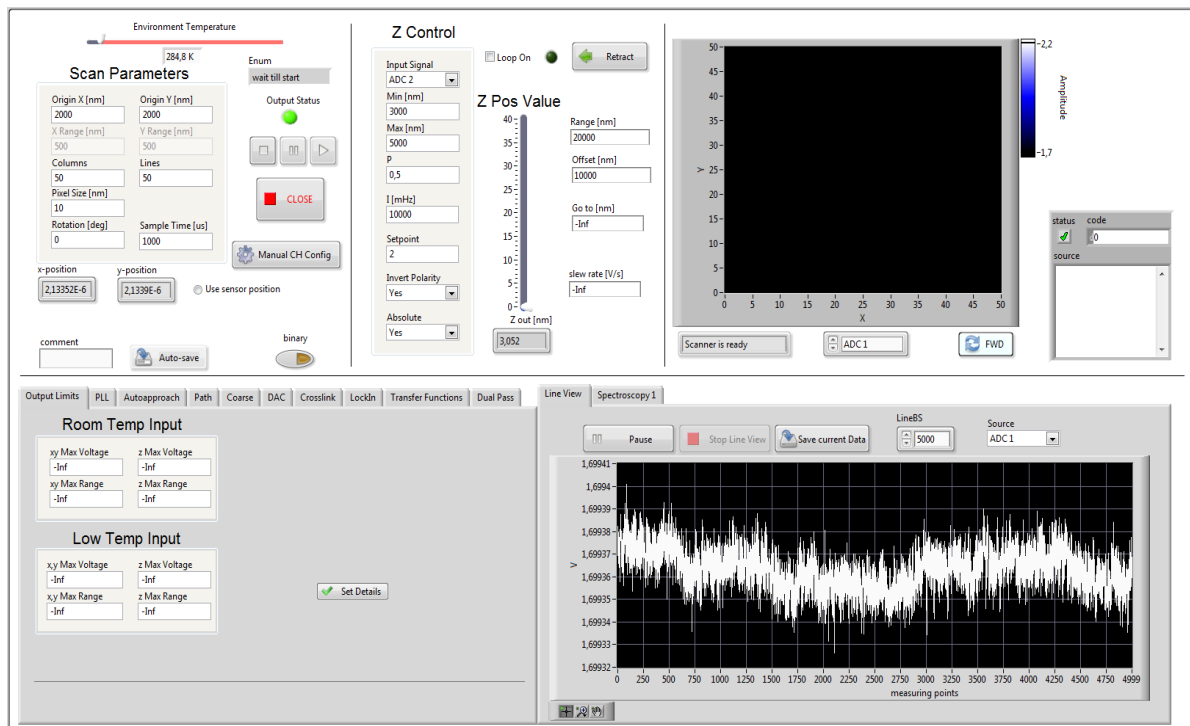 Environment Temperature
284,8 K
Scan Parameters
Enum
wait till start
Origin X [nm] Origin Y [nm]
2000 2000
X Range [nm] Y Range [nm]
500 500
Columns Lines
50 50
Pixel Size [nm]
10
Rotation [deg] Sample Time [us]
0 1000
Output Status
CLOSE
Manual CH Config
x-position y-position
2,13352E-6 2,1339E-6
Use sensor position
comment
Auto-save
binary
Z Control
Input Signal
ADC 2
Min [nm]
3000
Max [nm]
5000
P
0,5
I [mHz]
10000
Setpoint
2
Invert Polarity
Yes
Absolute
Yes
Loop On
Retract
Z Pos Value
40
35
30
25
20
15
10
5
0
Z out [nm]
3,052
Range [nm]
20000
Offset [nm]
10000
Go to [nm]
-Inf
slew rate [V/s]
-Inf
50
45
40
35
30
25
20
15
10
5
0
Y
0 5 10 15 20 25 30 35 40 45 50
X
2,2
Amplitude
1,7
Scanner is ready
ADC 1
FWD
status code
0
source
Output Limits PLL Autoapproach Path Coarse DAC Crosslink LockIn Transfer Functions Dual Pass
Room Temp Input
xy Max Voltage z Max Voltage
-Inf -Inf
xy Max Range z Max Range
-Inf -Inf
Low Temp Input
x,y Max Voltage z Max Voltage
-Inf -Inf
x,y Max Range z Max Range
-Inf -Inf
Set Details
Line View Spectroscopy 1
Pause
Stop Line View
Save current Data
LineBS
5000
Source
ADC 1
1,69941
1,6994
1,69939
1,69938
1,69937
1,69936
1,69935
1,69934
1,69933
1,69932
V
0 250 500 750 1000 1250 1500 1750 2000 2250 2500 2750 3000 3250 3500 3750 4000 4250 4500 4750 4999
measuring points